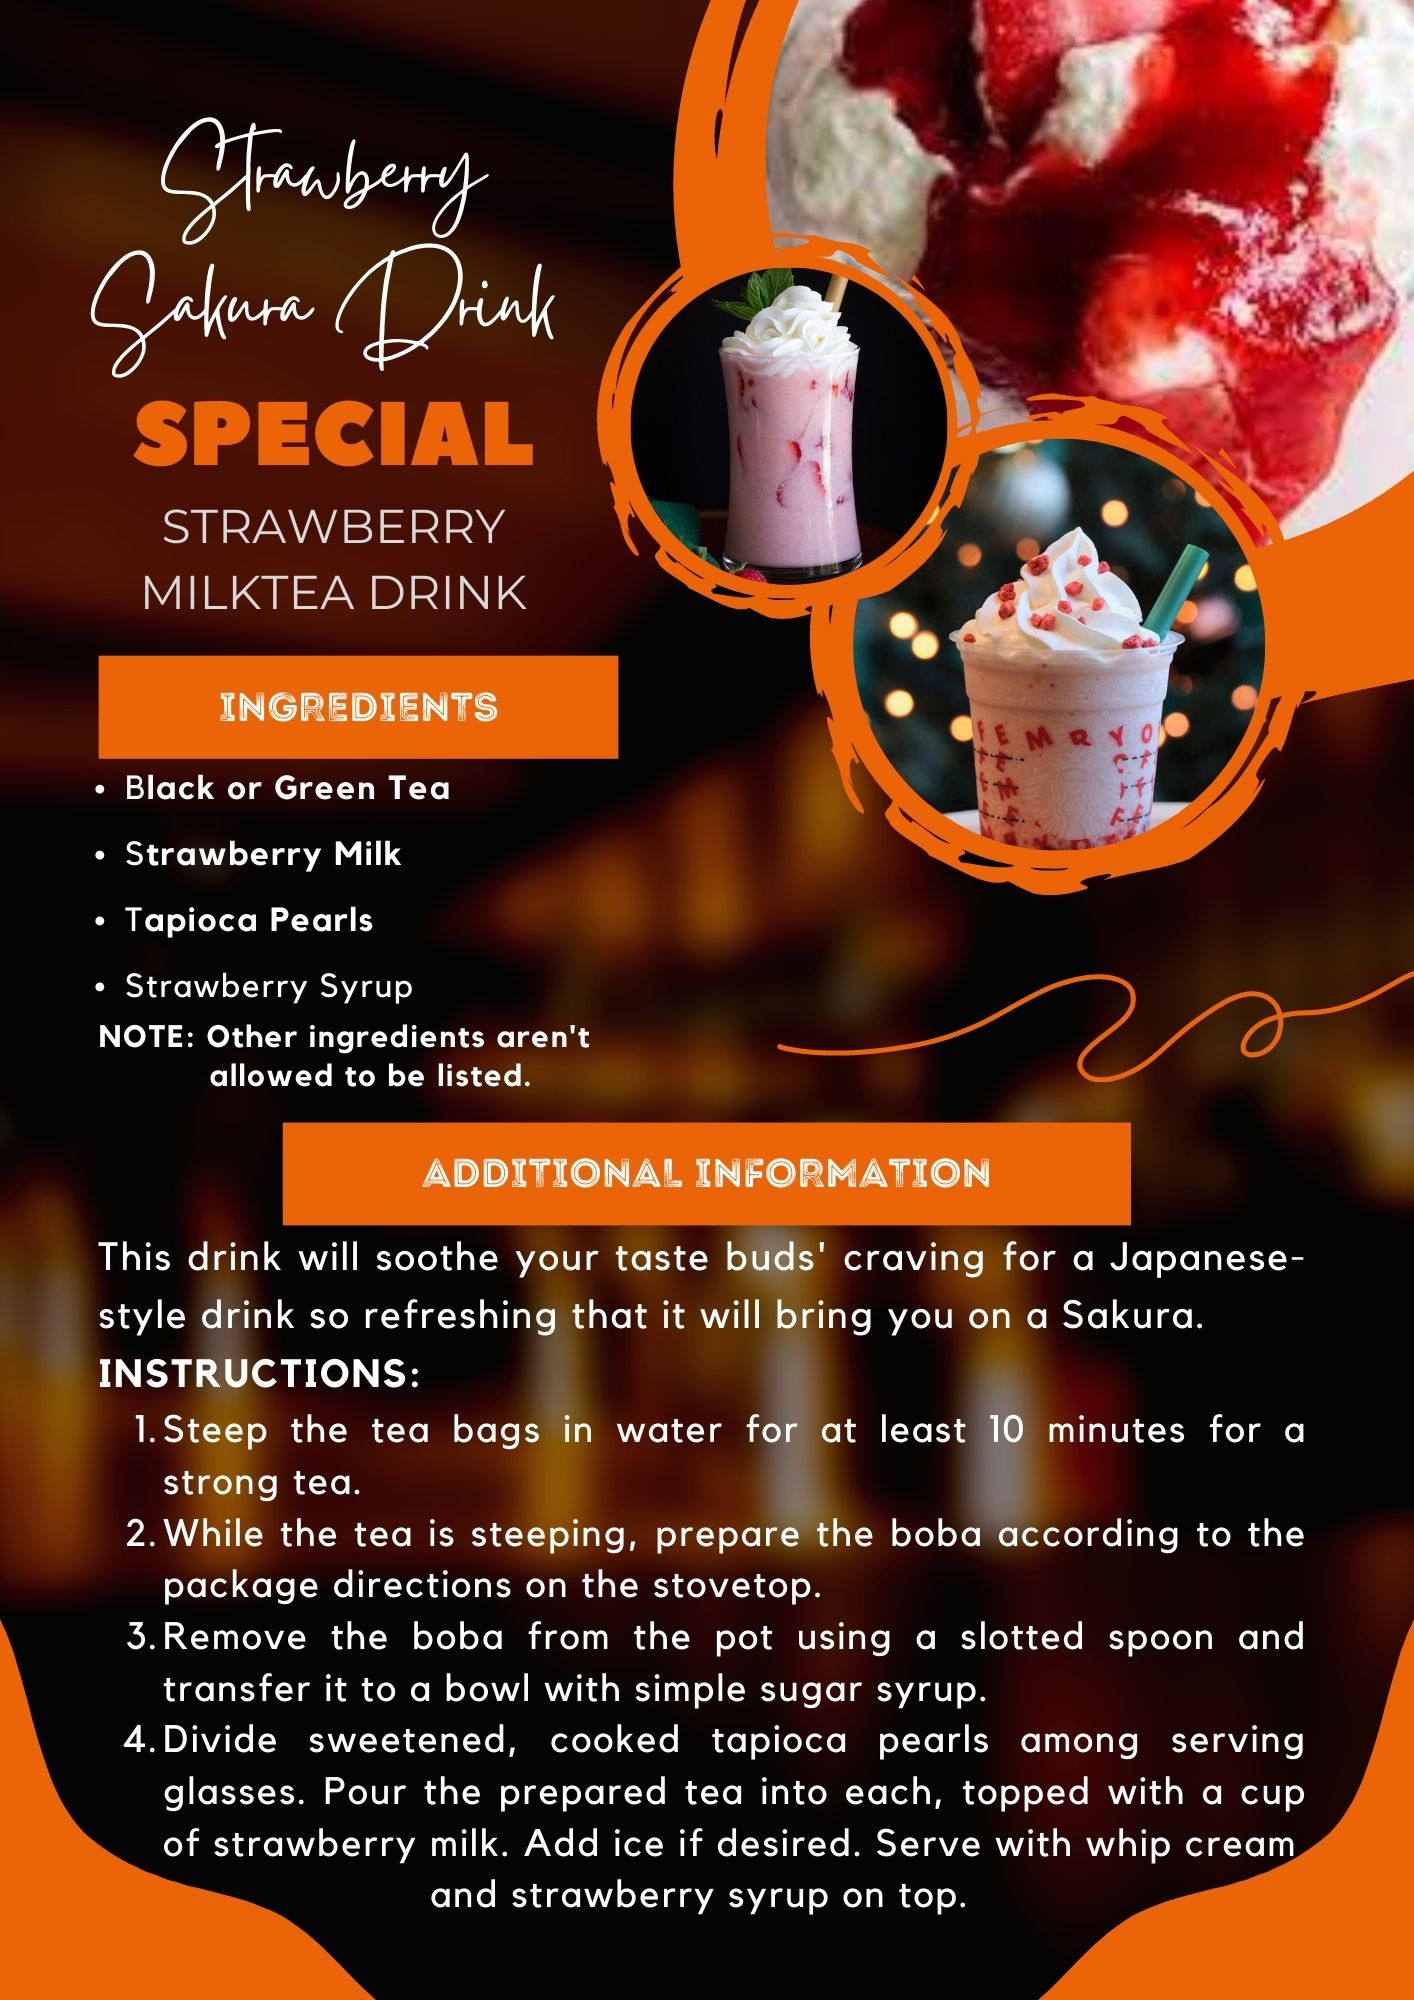 Strawberry
Sakura Drink
SPECIAL
STRAWBERRY
MILKTEA DRINK
INGREDIENTS
• Black or Green Tea
• Strawberry Milk
• Tapioca Pearls
• Strawberry Syrup
NOTE: Other ingredients aren't
allowed to be listed.
ADDITIONAL INFORMATION
This drink will soothe your taste buds' craving for a Japanese-
style drink so refreshing that it will bring you on a Sakura.
INSTRUCTIONS:
1. Steep the tea bags in water for at least 10 minutes for a
strong tea.
2. While the tea is steeping, prepare the boba according to the
package directions on the stovetop.
3. Remove the boba from the pot using a slotted spoon and
transfer it to a bowl with simple sugar syrup.
4. Divide sweetened, cooked tapioca pearls among serving
glasses. Pour the prepared tea into each, topped with a cup
of strawberry milk. Add ice if desired. Serve with whip cream
and strawberry syrup on top.